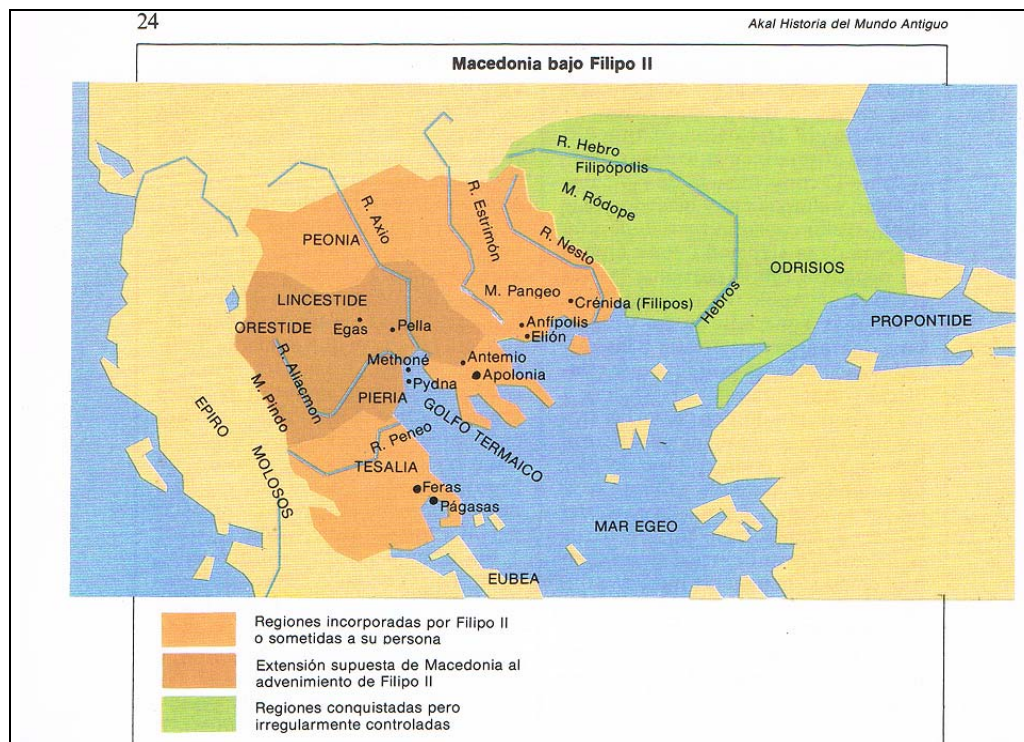 24
Akal Historia del Mundo Antiguo
Macedonia bajo Filipo II
R. Hebro
Filipópolis
M. Ródope
R. Axio
R. Estrimón
R. Nesto
PEONIA
ODRISIOS
M. Pangeo
Crénida (Filipos)
Hebros
LINCESTIDE
PROPONTIDE
ORESTIDE
Egas
Pella
Anfípolis
Elión
Methoné
Antemio
Apolonia
R. Aliacmon
Pydna
PIERIA
M. Pindo
GOLFO TERMAICO
EPIRO
R. Peneo
MOLOSOS
TESALIA
Feras
Págasas
MAR EGEO
EUBEA
Regiones incorporadas por Filipo II
o sometidas a su persona
Extensión supuesta de Macedonia al
advenimiento de Filipo II
Regiones conquistadas pero
irregularmente controladas